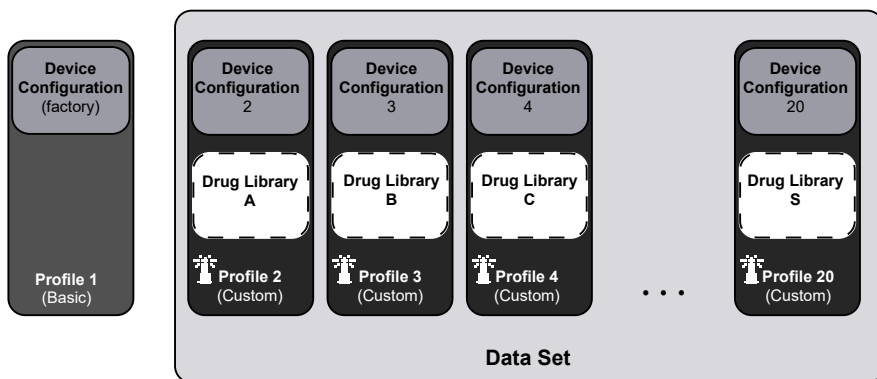 Device
Configuration
(factory)
Profile 1
(Basic)
Device
Configuration
2
Drug Library
A
Profile 2
(Custom)
Device
Configuration
3
Drug Library
B
Profile 3
(Custom)
Device
Configuration
4
Drug Library
C
Profile 4
(Custom)
. . .
Device
Configuration
20
Drug Library
S
Profile 20
(Custom)
Data Set